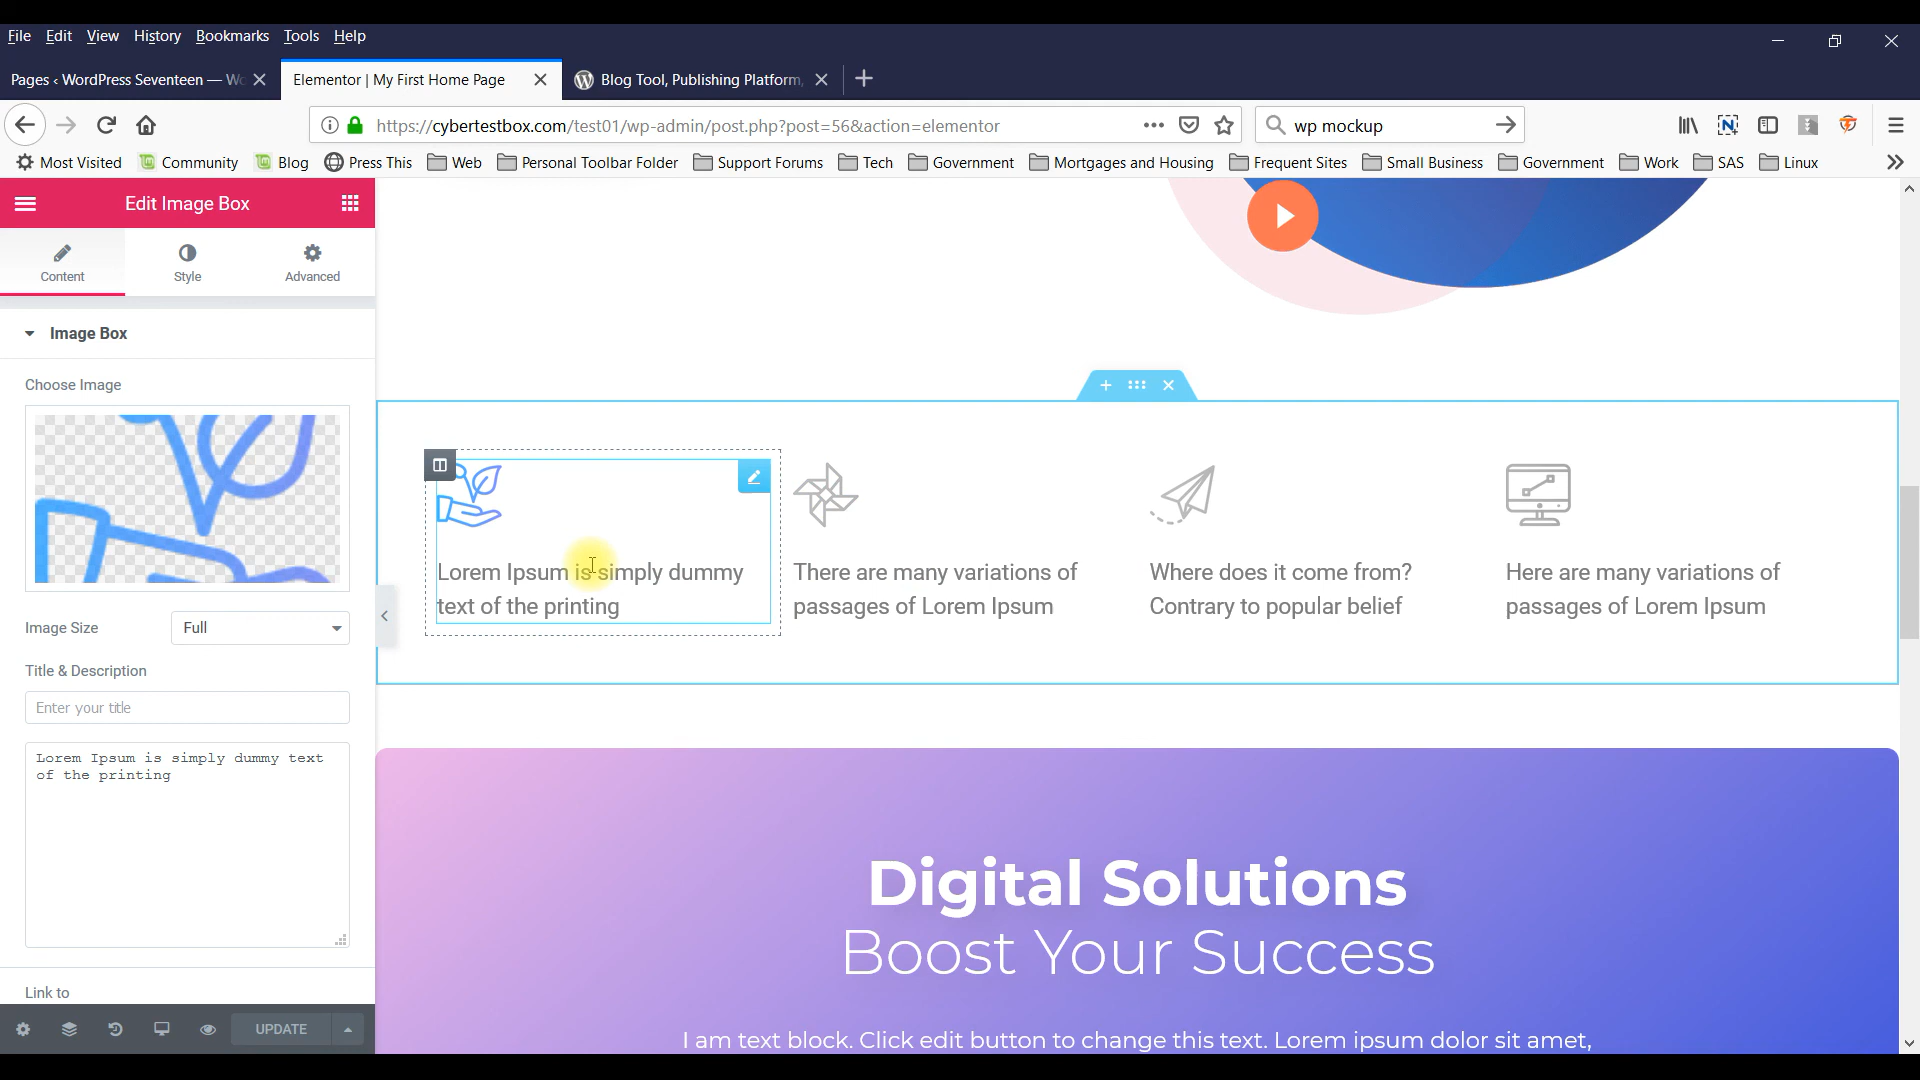 File Edit View History Bookmarks Tools Help
Pages ‹ WordPress Seventeen — Wo
Elementor | My First Home Page
Blog Tool, Publishing Platform,
https://cybertestbox.com/test01/wp-admin/post.php?post=56&action=elementor
wp mockup
Most Visited Community Blog Press This Web Personal Toolbar Folder Support Forums Tech Government Mortgages and Housing Frequent Sites Small Business Government Work SAS Linux
Edit Image Box
Content Style Advanced
Image Box
Choose Image
Image Size Full
Title & Description
Enter your title
Lorem Ipsum is simply dummy text
of the printing
Link to
UPDATE
Lorem Ipsum is simply dummy
text of the printing
There are many variations of
passages of Lorem Ipsum
Where does it come from?
Contrary to popular belief
Here are many variations of
passages of Lorem Ipsum
Digital Solutions
Boost Your Success
I am text block. Click edit button to change this text. Lorem ipsum dolor sit amet,